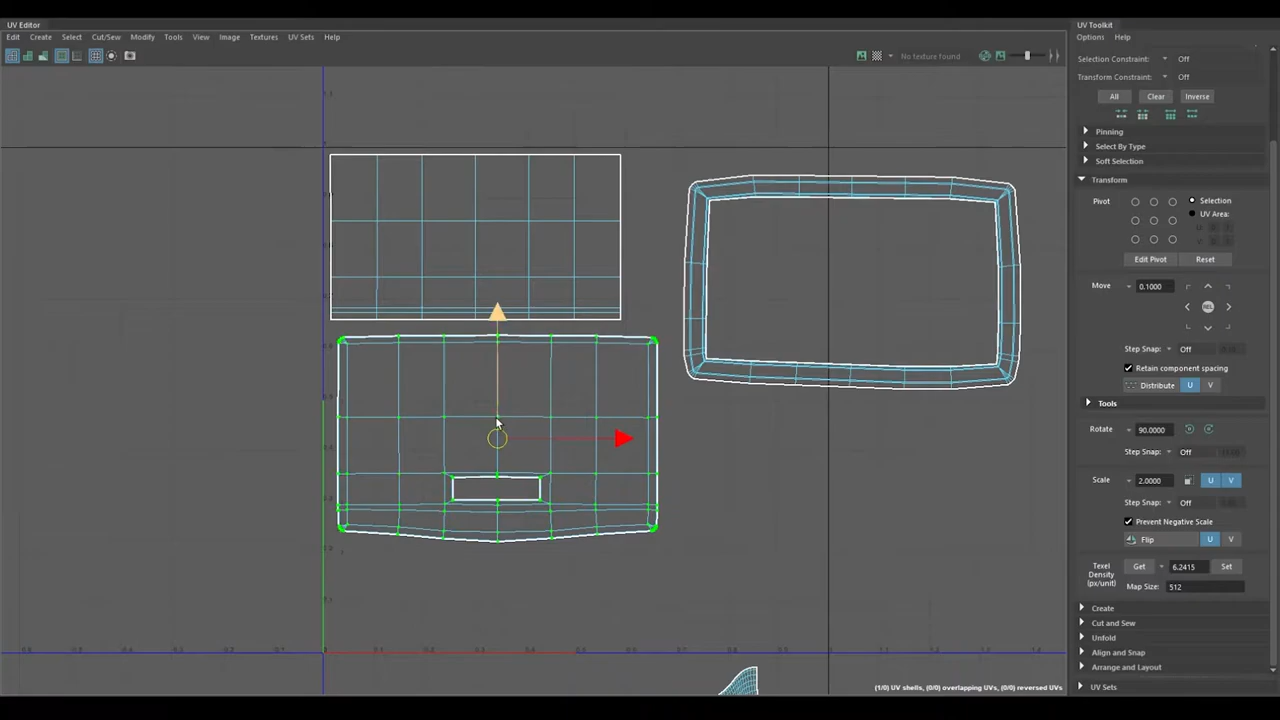 UV Editor
UV Toolkit
Edit Create Select Cut/Sew Modify Tools View Image Textures UV Sets Help
Options Help
No texture found
Selection Constraint: Off
Transform Constraint: Off
All Clear Inverse
Pinning
Select By Type
Soft Selection
Transform
Pivot Selection
UV Area:
Edit Pivot Reset
Move 0.1000
REL
Step Snap: Off
Retain component spacing
Distribute U V
Tools
Rotate 90.0000
Step Snap: Off
Scale 2.0000 U V
Step Snap: Off
Prevent Negative Scale
Flip U V
Texel
Density
(px/unit)
Get 6.2415 Set
Map Size: 512
Create
Cut and Sew
Unfold
Align and Snap
Arrange and Layout
UV Sets
(1/0) UV shells, (0/0) overlapping UVs, (0/0) reversed UVs